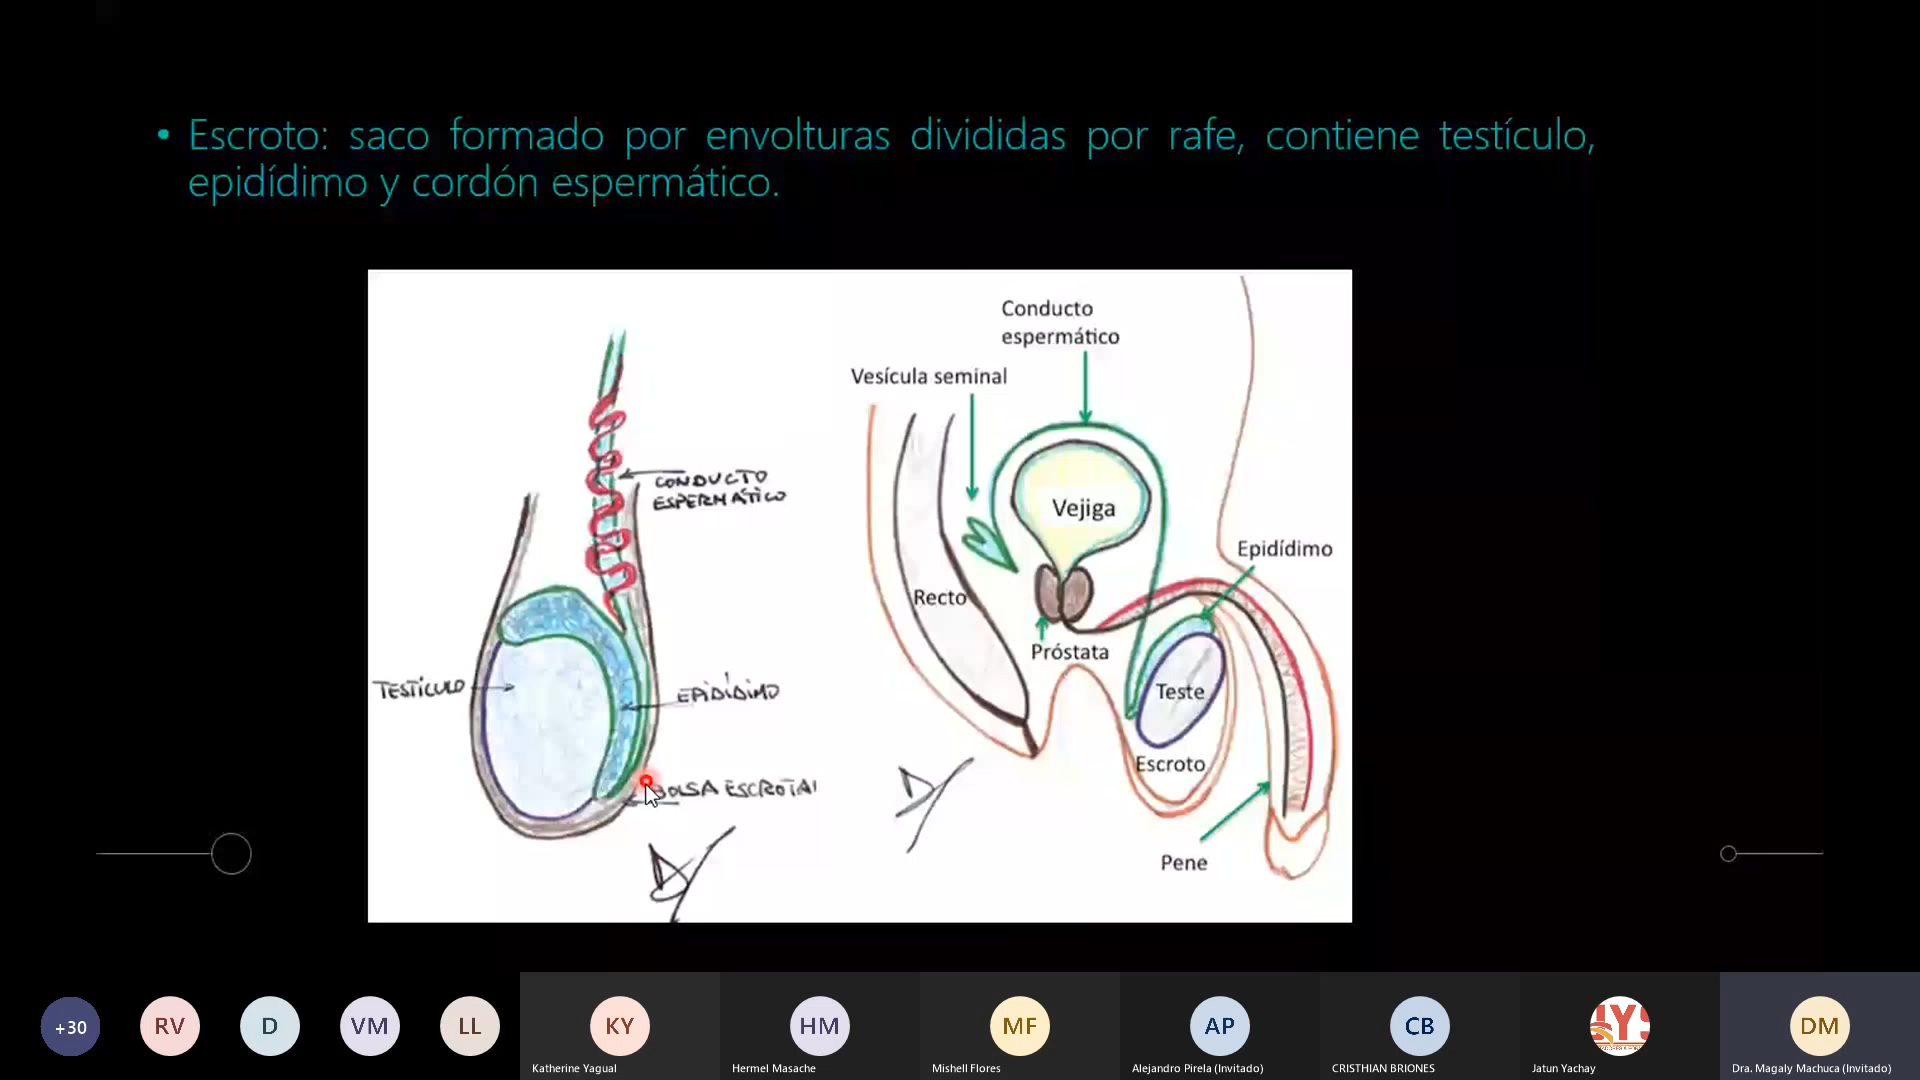 • Escroto: saco formado por envolturas divididas por rafe, contiene testículo,
epidídimo y cordón espermático.
CONDUCTO
ESPERMÁTICO
TESTÍCULO
EPIDÍDIMO
BOLSA ESCROTAL
Conducto
espermático
Vesícula seminal
Vejiga
Epidídimo
Recto
Próstata
Teste
Escroto
Pene
+30
RV
D
VM
LL
KY
HM
MF
AP
CB
DM
Katherine Yagual
Hermel Masache
Mishell Flores
Alejandro Pirela (Invitado)
CRISTHIAN BRIONES
Jatun Yachay
Dra. Magaly Machuca (Invitado)